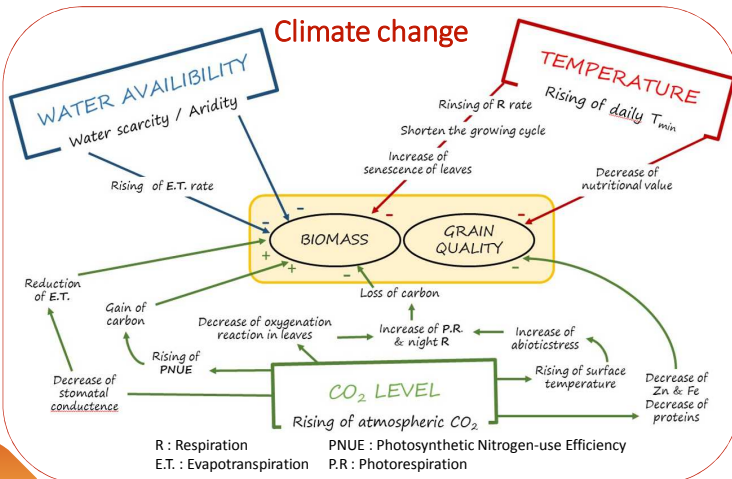 Climate change
WATER AVAILIBILITY
Water scarcity / Aridity
TEMPERATURE
Rising of daily Tmin
Rinsing of R rate
Shorten the growing cycle
Increase of
senescence of leaves
Rising of E.T. rate
Decrease of
nutritional value
-
-
-
-
BIOMASS
GRAIN
QUALITY
+
+
-
-
Reduction
of E.T.
Gain of
carbon
Loss of carbon
Decrease of oxygenation
reaction in leaves
Increase of P.R.
& night R
Increase of
abioticstress
Rising of
PNUE
Rising of surface
temperature
Decrease of
stomatal
conductence
Decrease of
Zn & Fe
Decrease of
proteins
CO₂ LEVEL
Rising of atmospheric CO₂
R : Respiration PNUE : Photosynthetic Nitrogen-use Efficiency
E.T. : Evapotranspiration P.R : Photorespiration